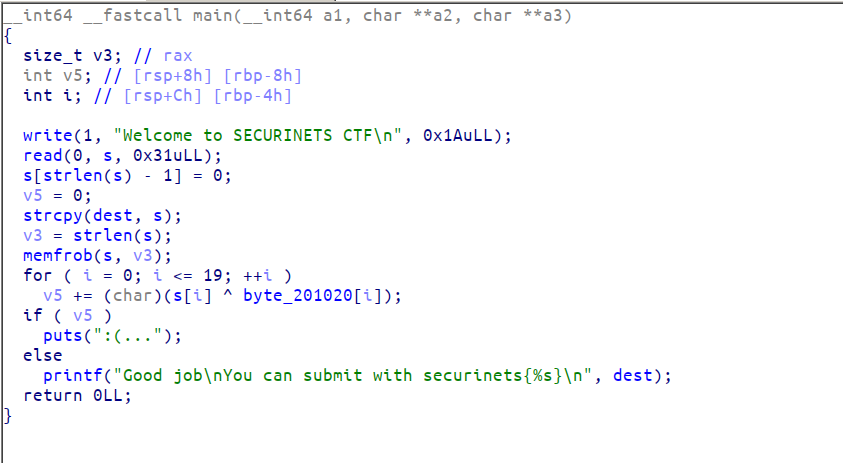 __int64 __fastcall main(__int64 a1, char **a2, char **a3)
{
  size_t v3; // rax
  int v5; // [rsp+8h] [rbp-8h]
  int i; // [rsp+Ch] [rbp-4h]

  write(1, "Welcome to SECURINETS CTF\n", 0x1AuLL);
  read(0, s, 0x31uLL);
  s[strlen(s) - 1] = 0;
  v5 = 0;
  strcpy(dest, s);
  v3 = strlen(s);
  memfrob(s, v3);
  for ( i = 0; i <= 19; ++i )
    v5 += (char)(s[i] ^ byte_201020[i]);
  if ( v5 )
    puts(":(...");
  else
    printf("Good job\nYou can submit with securinets{%s}\n", dest);
  return 0LL;
}